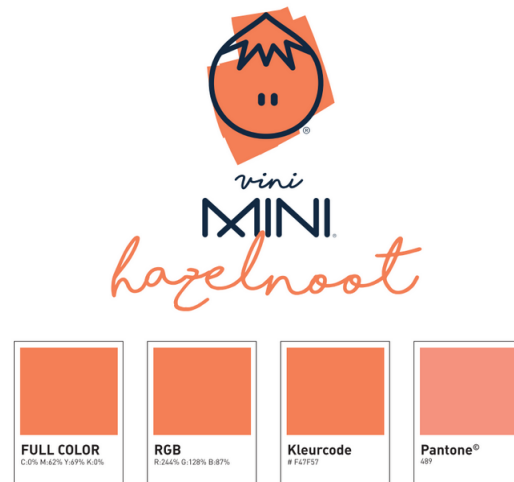 ®
vini
MINI®
hazelnoot
FULL COLOR
C:0% M:62% Y:69% K:0%
RGB
R:244% G:128% B:87%
Kleurcode
# F47F57
Pantone©
489